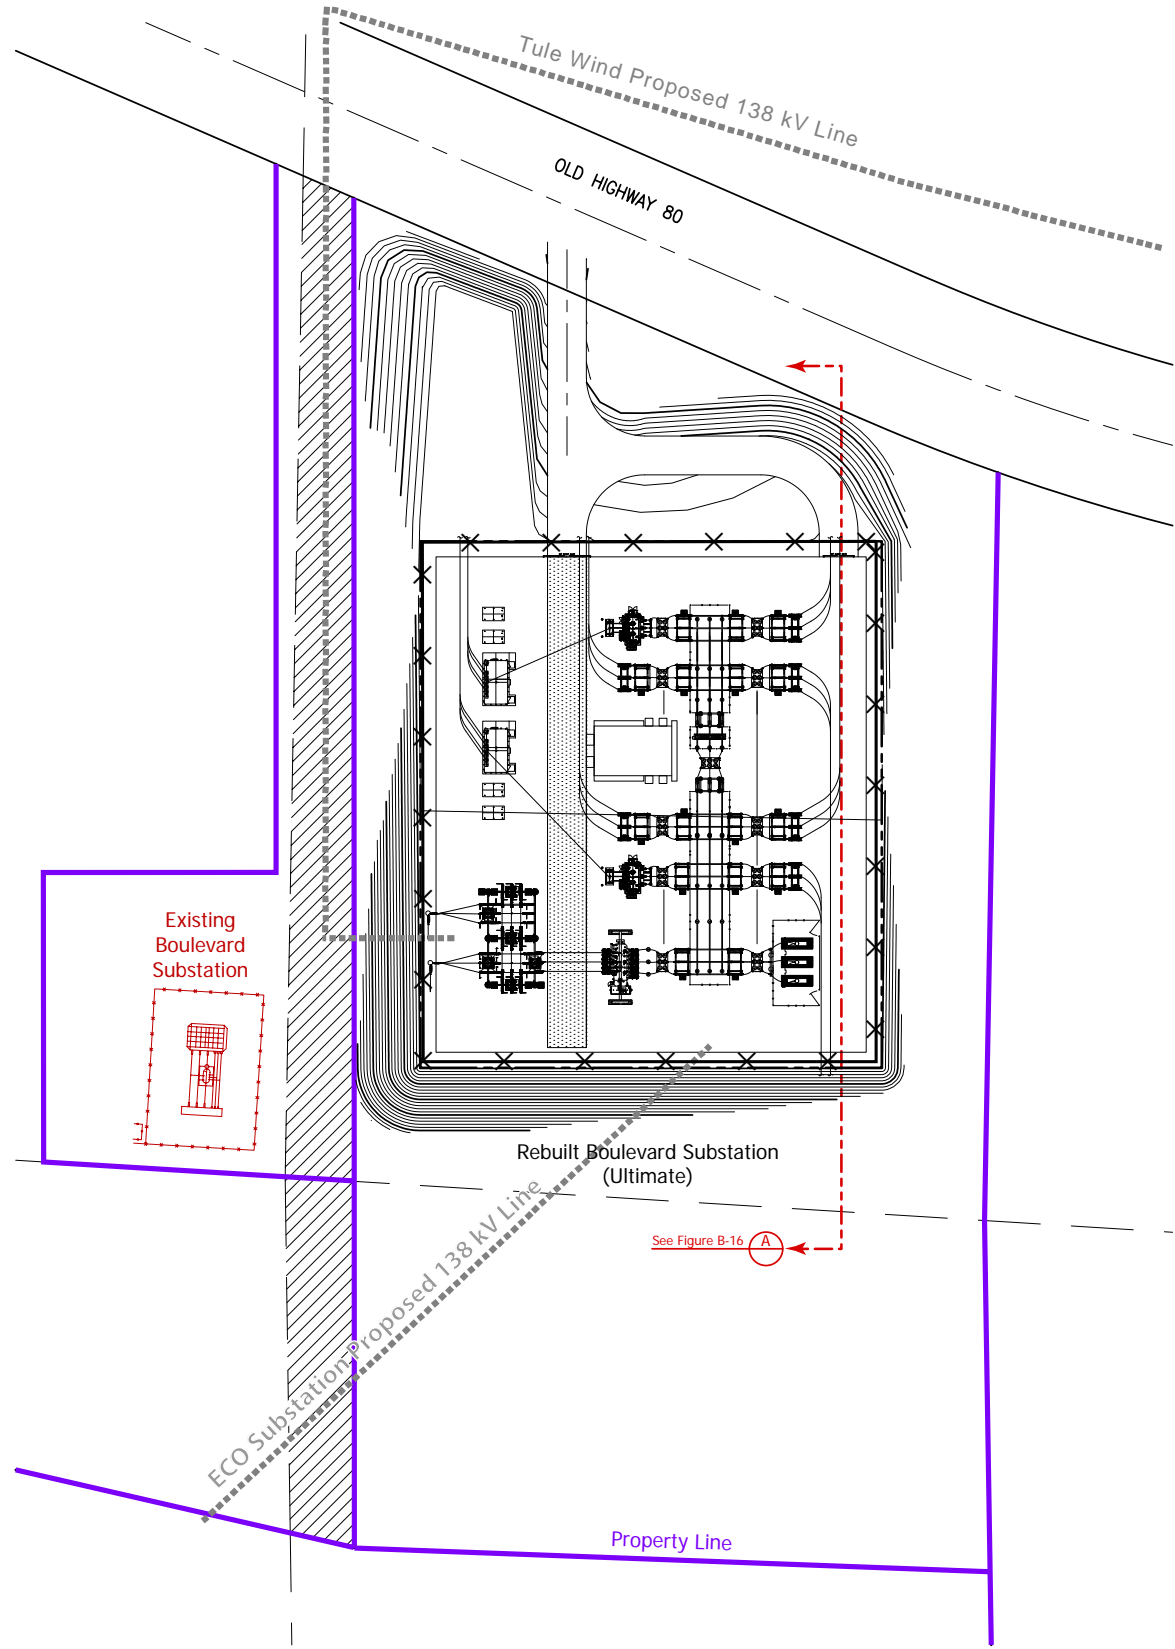 Tule Wind Proposed 138 kV Line
OLD HIGHWAY 80
Existing
Boulevard
Substation
Rebuilt Boulevard Substation
(Ultimate)
See Figure B-16
A
ECO Substation Proposed 138 kV Line
Property Line